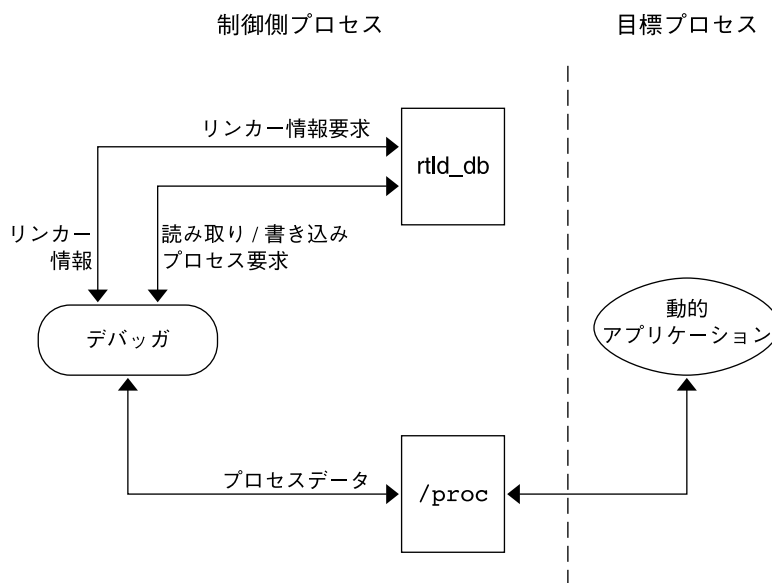 制御側プロセス
目標プロセス
リンカー情報要求
rtld_db
リンカー
情報
読み取り / 書き込み
プロセス要求
デバッガ
動的
アプリケーション
プロセスデータ
/proc